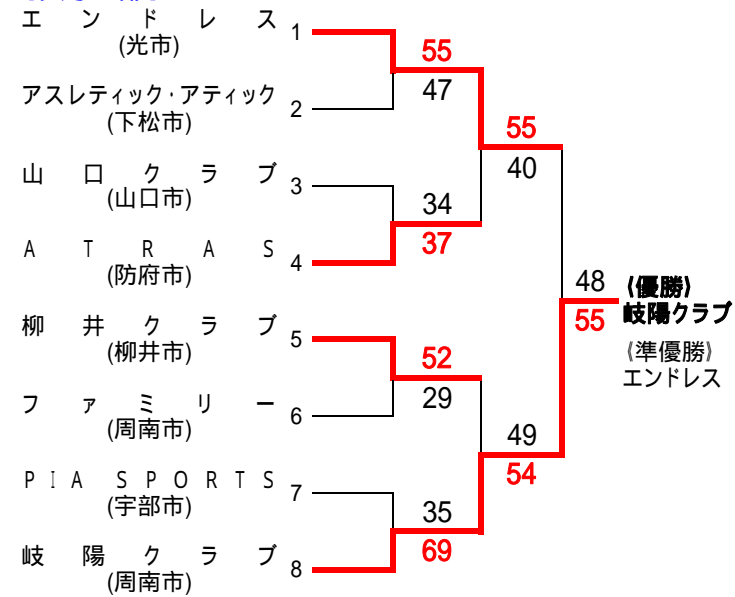 エンドレス 1
(光市)
55
アスレティック・アティック 2
(下松市)
47
55
40
山口クラブ 3
(山口市)
34
ATRAS 4
(防府市)
37
48 《優勝》
55 岐陽クラブ
柳井クラブ 5
(柳井市)
52
《準優勝》
エンドレス
ファミリー 6
(周南市)
29
49
54
PIA SPORTS 7
(宇部市)
35
岐陽クラブ 8
(周南市)
69